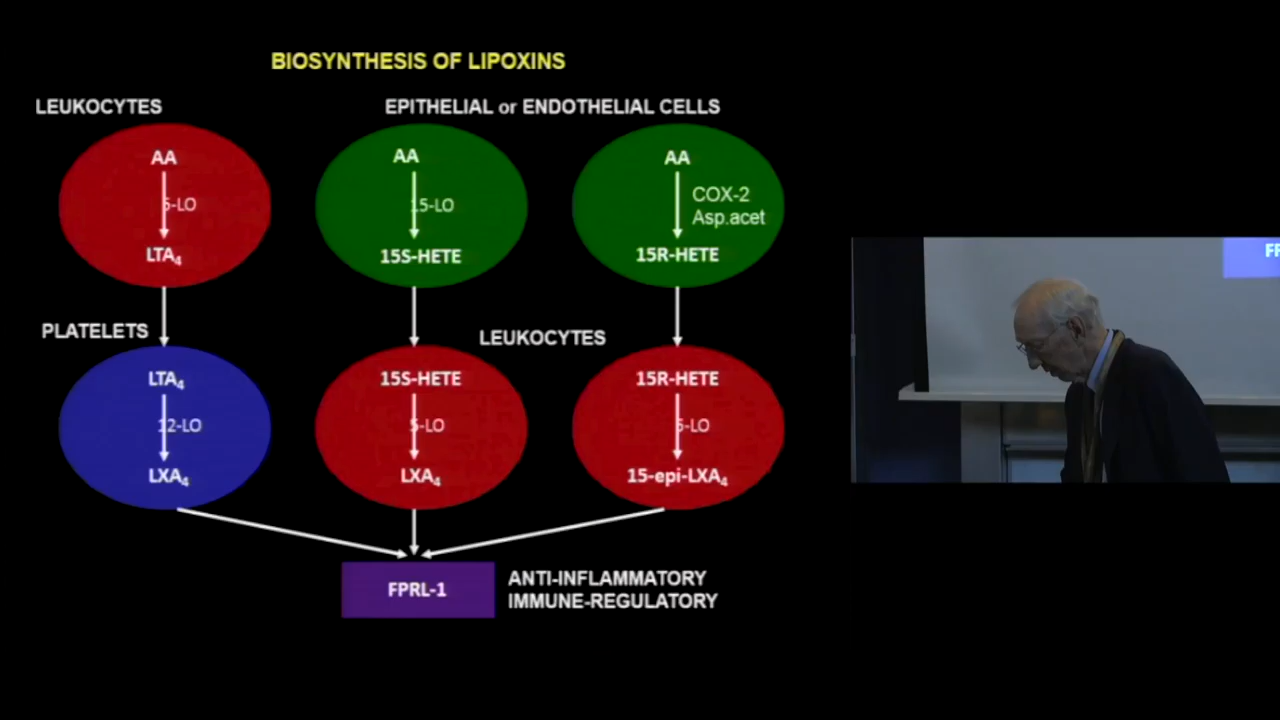 BIOSYNTHESIS OF LIPOXINS
LEUKOCYTES
EPITHELIAL or ENDOTHELIAL CELLS
AA
5-LO
LTA₄
AA
15-LO
15S-HETE
AA
COX-2
Asp.acet
15R-HETE
PLATELETS
LEUKOCYTES
LTA₄
12-LO
LXA₄
15S-HETE
5-LO
LXA₄
15R-HETE
5-LO
15-epi-LXA₄
FPRL-1
ANTI-INFLAMMATORY
IMMUNE-REGULATORY